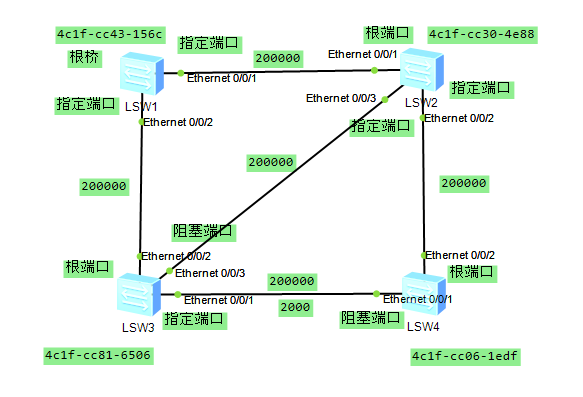 4c1f-cc43-156c
根端口
4c1f-cc30-4e88
指定端口
根桥
200000
Ethernet 0/0/1
Ethernet 0/0/1
指定端口
指定端口
LSW1
Ethernet 0/0/3
LSW2
Ethernet 0/0/2
指定端口
Ethernet 0/0/2
200000
200000
200000
阻塞端口
Ethernet 0/0/2
Ethernet 0/0/2
根端口
Ethernet 0/0/3
根端口
200000
Ethernet 0/0/1
Ethernet 0/0/1
2000
LSW3
指定端口
阻塞端口
LSW4
4c1f-cc81-6506
4c1f-cc06-1edf